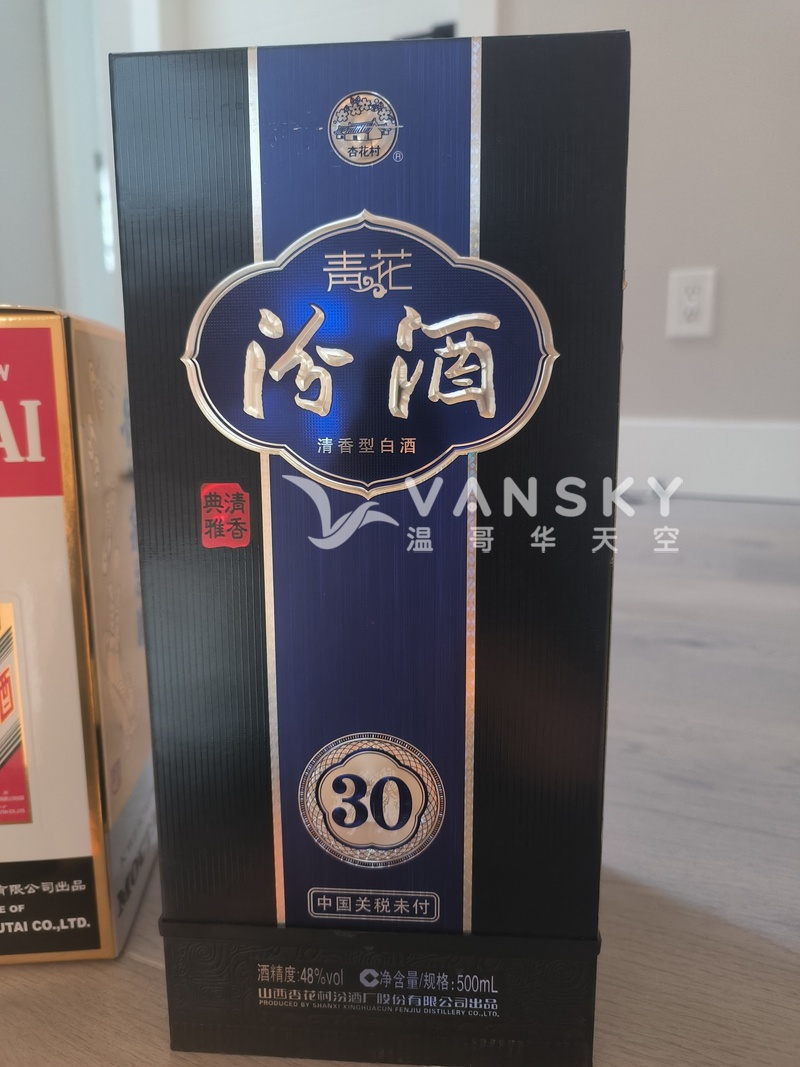 杏花村
®
青花
汾酒
清香型白酒
清香
典雅
VANSKY
温哥华天空
30
中国关税未付
酒精度:48%vol 净含量/规格:500mL
山西杏花村汾酒厂股份有限公司出品
PRODUCED BY SHANXI XINGHUACUN FENJIU DISTILLERY CO.,LTD.
W
AI
酒
有限公司出品
E OF
UTAI CO.,LTD.